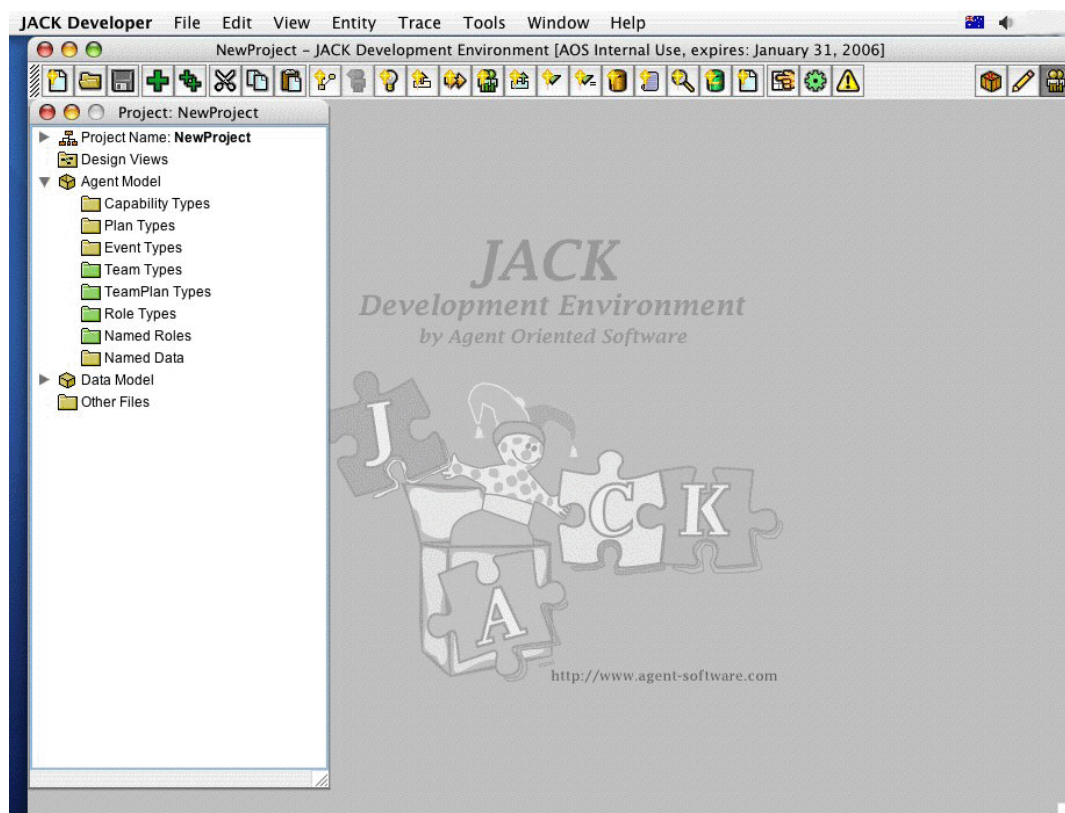 JACK Developer File Edit View Entity Trace Tools Window Help
NewProject – JACK Development Environment [AOS Internal Use, expires: January 31, 2006]
Project: NewProject
Project Name: NewProject
Design Views
Agent Model
Capability Types
Plan Types
Event Types
Team Types
TeamPlan Types
Role Types
Named Roles
Named Data
Data Model
Other Files
JACK
Development Environment
by Agent Oriented Software
J
C K
A
http://www.agent-software.com